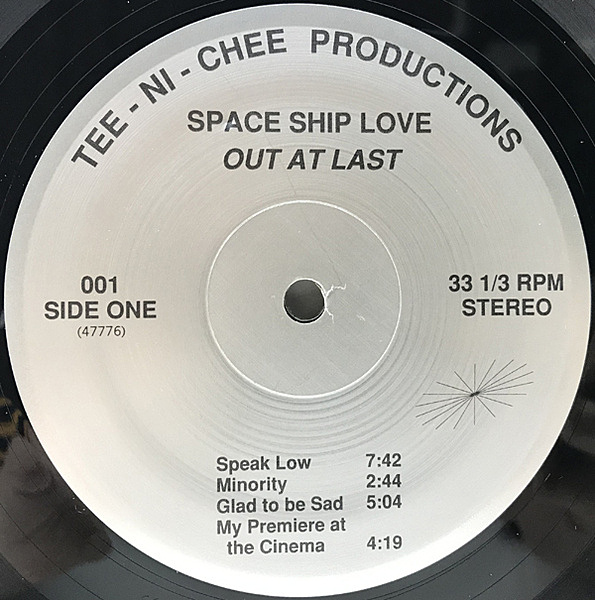 TEE - NI - CHEE PRODUCTIONS
SPACE SHIP LOVE
OUT AT LAST
001
SIDE ONE
(47776)
33 1/3 RPM
STEREO
Speak Low 7:42
Minority 2:44
Glad to be Sad 5:04
My Premiere at
the Cinema 4:19